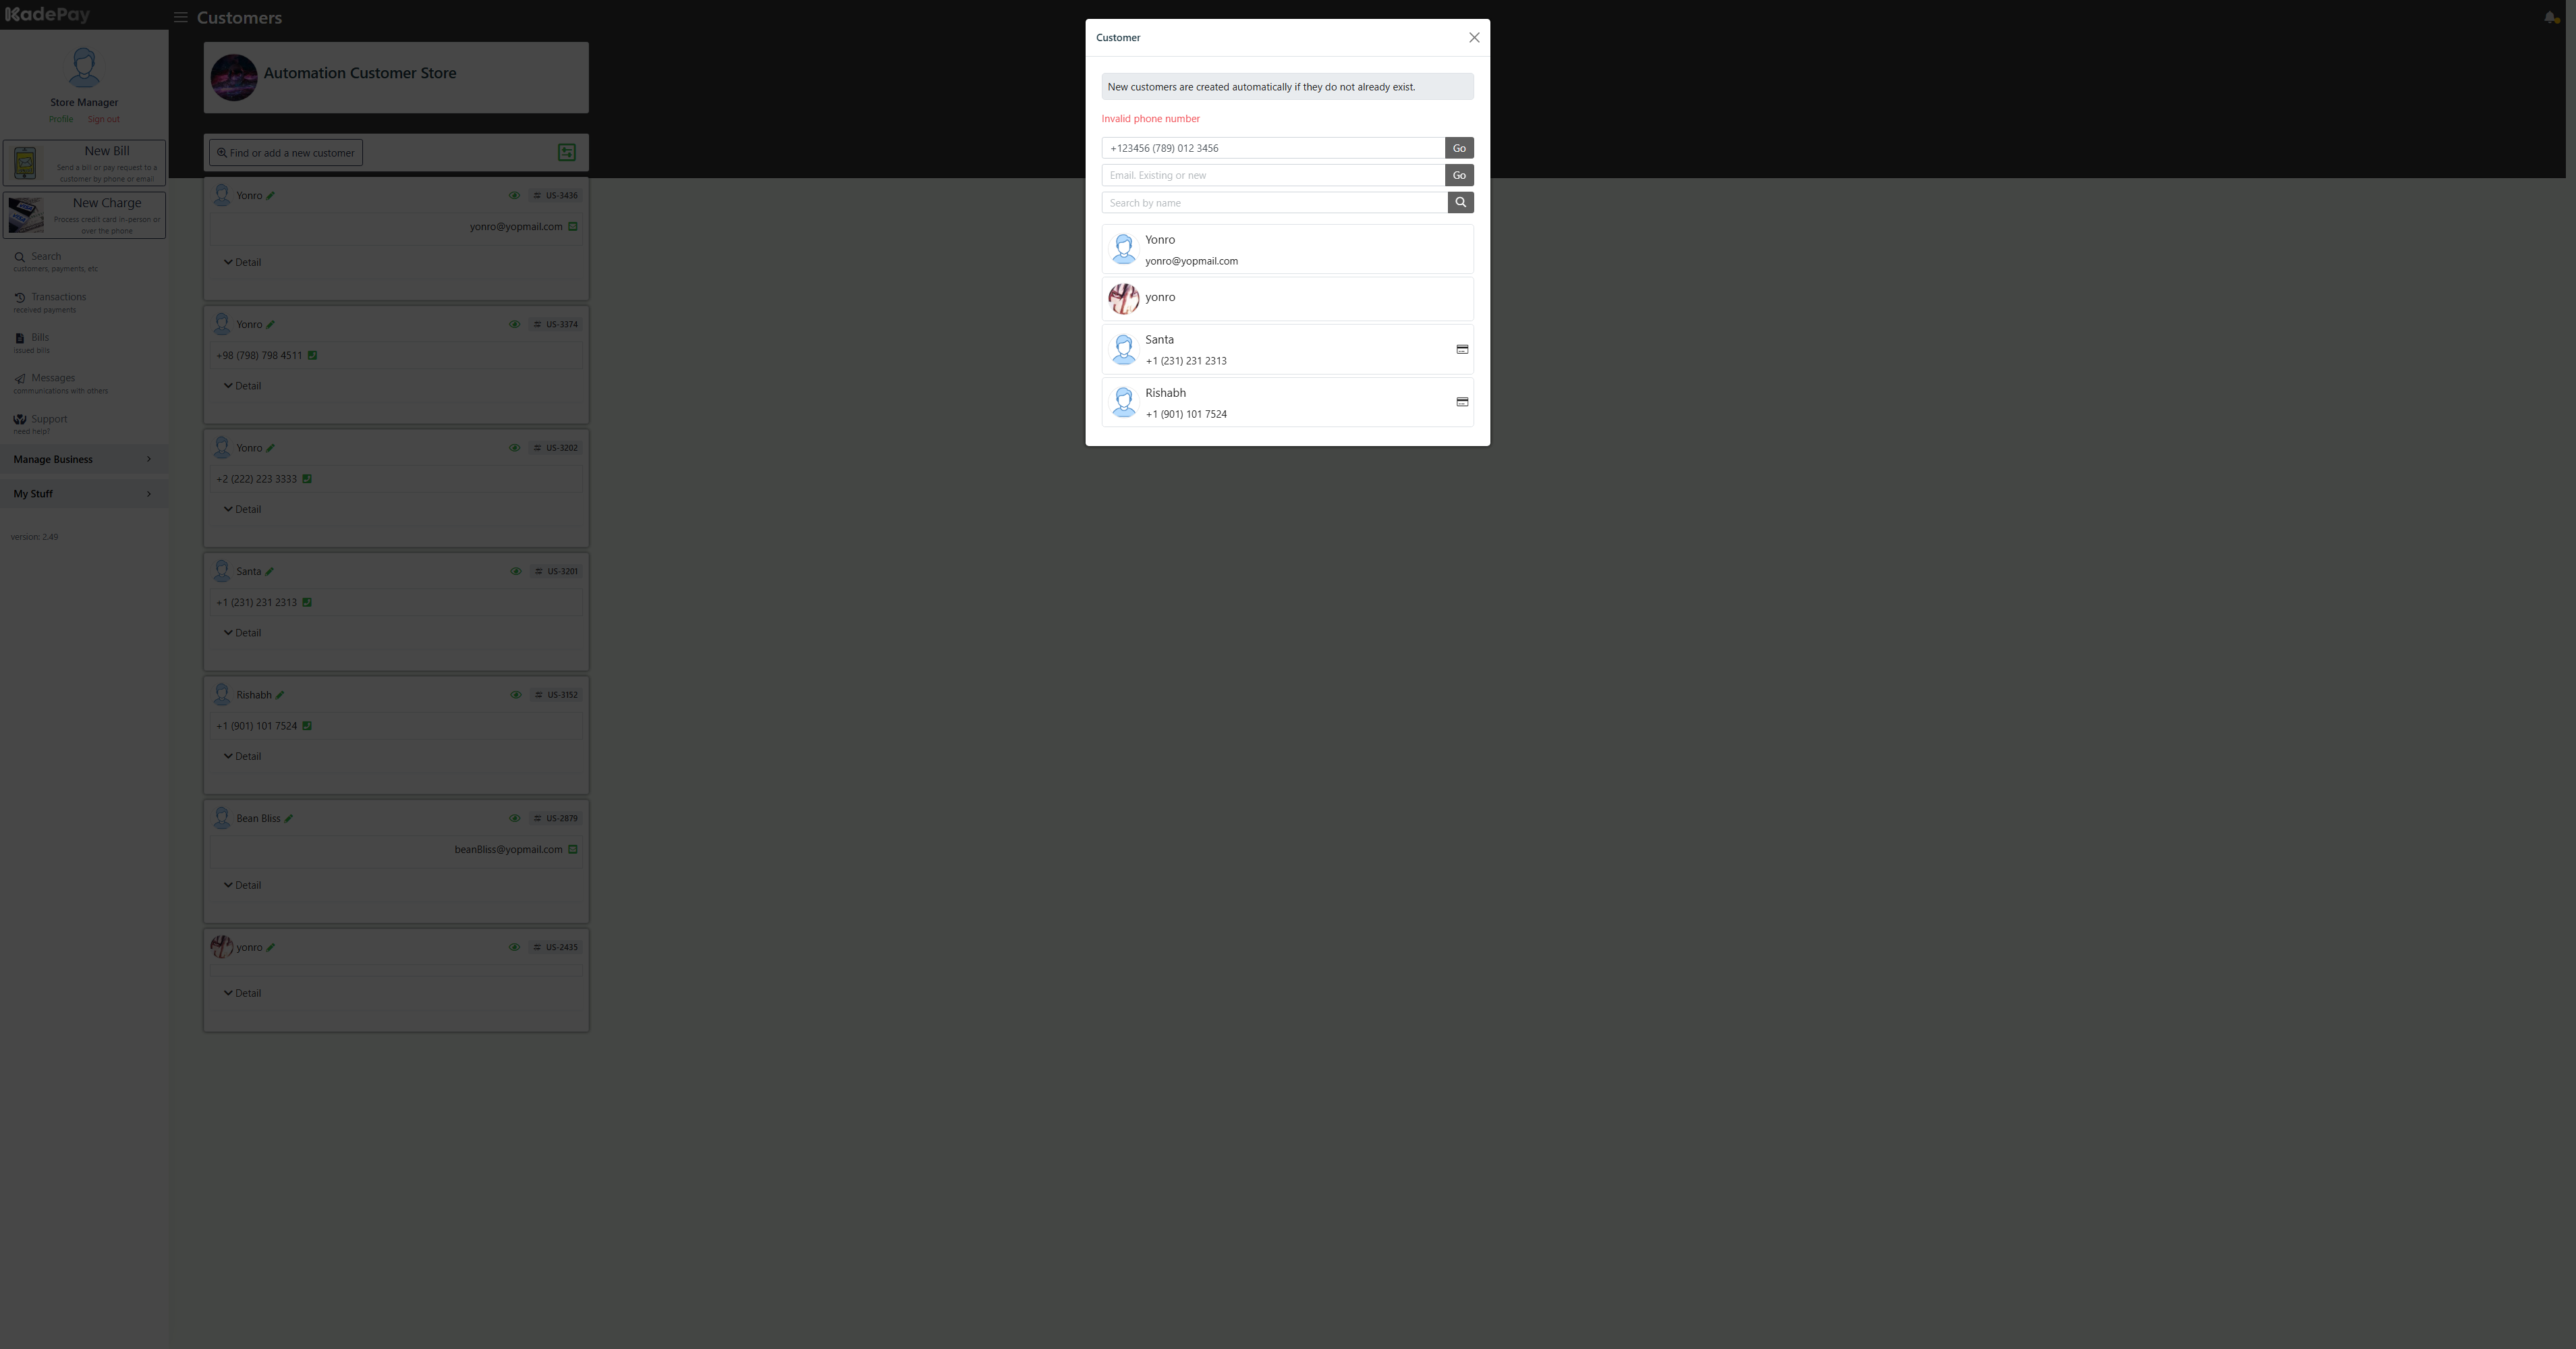 KadePay
Customers
Store Manager
Profile Sign out
New Bill
Send a bill or pay request to a
customer by phone or email
New Charge
Process credit card in-person or
over the phone
Search
customers, payments, etc
Transactions
received payments
Bills
issued bills
Messages
communications with others
Support
need help?
Manage Business
My Stuff
version: 2.49
Automation Customer Store
Find or add a new customer
Yonro US-3436
yonro@yopmail.com
Detail
Yonro US-3374
+98 (798) 798 4511
Detail
Yonro US-3202
+2 (222) 223 3333
Detail
Santa US-3201
+1 (231) 231 2313
Detail
Rishabh US-3152
+1 (901) 101 7524
Detail
Bean Bliss US-2879
beanBliss@yopmail.com
Detail
yonro US-2435
Detail
Customer
New customers are created automatically if they do not already exist.
Invalid phone number
+123456 (789) 012 3456 Go
Email. Existing or new Go
Search by name
Yonro
yonro@yopmail.com
yonro
Santa
+1 (231) 231 2313
Rishabh
+1 (901) 101 7524